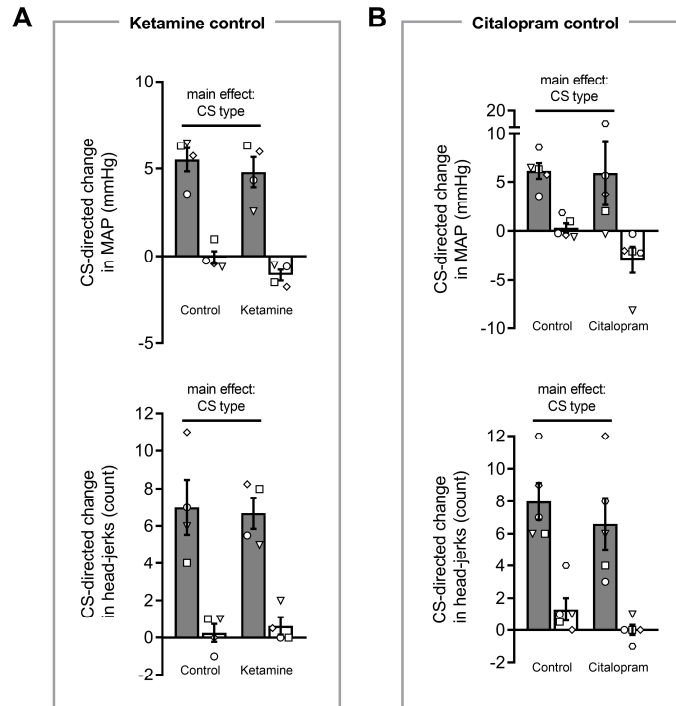 A
Ketamine control
10
5
0
-5
CS-directed change
in MAP (mmHg)
main effect:
CS type
Control
Ketamine
12
10
8
6
4
2
0
-2
CS-directed change
in head-jerks (count)
main effect:
CS type
Control
Ketamine
B
Citalopram control
20
10
5
0
-5
-10
CS-directed change
in MAP (mmHg)
main effect:
CS type
Control
Citalopram
12
10
8
6
4
2
0
-2
CS-directed change
in head-jerks (count)
main effect:
CS type
Control
Citalopram